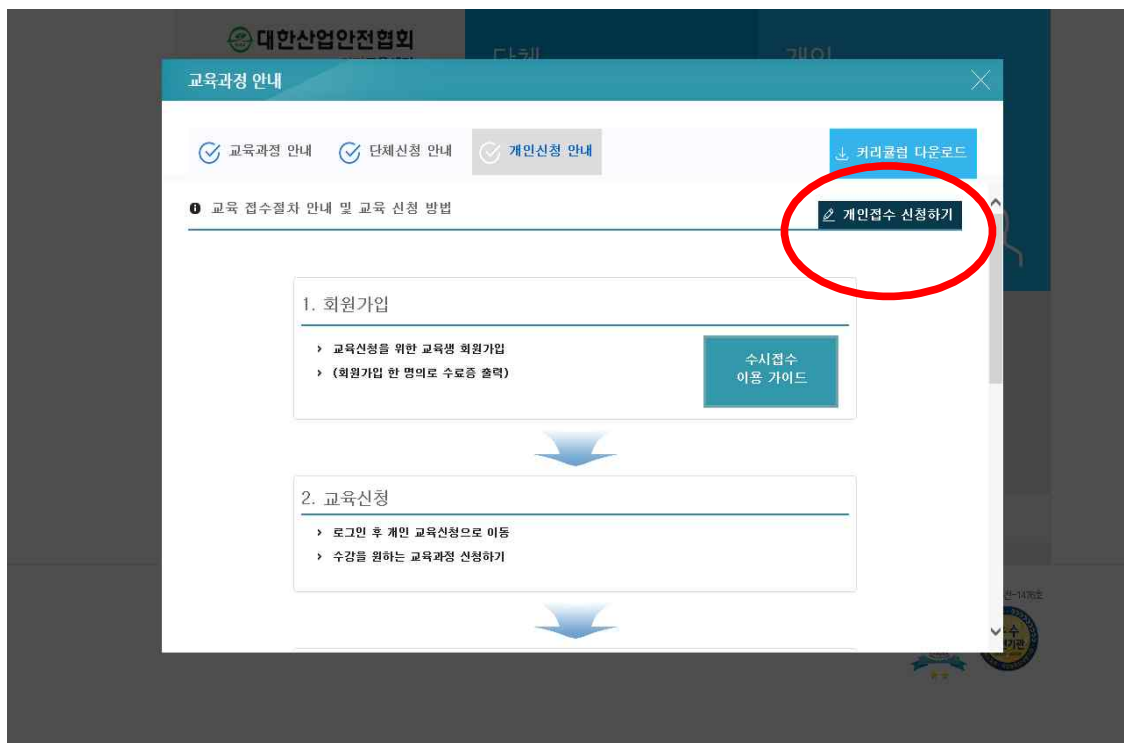 대한산업안전협회
단체
개인
교육과정 안내
교육과정 안내
단체신청 안내
개인신청 안내
커리큘럼 다운로드
교육 접수절차 안내 및 교육 신청 방법
개인접수 신청하기
1. 회원가입
› 교육신청을 위한 교육생 회원가입
› (회원가입 한 명의로 수료증 출력)
수시접수
이용 가이드
2. 교육신청
› 로그인 후 개인 교육신청으로 이동
› 수강을 원하는 교육과정 신청하기